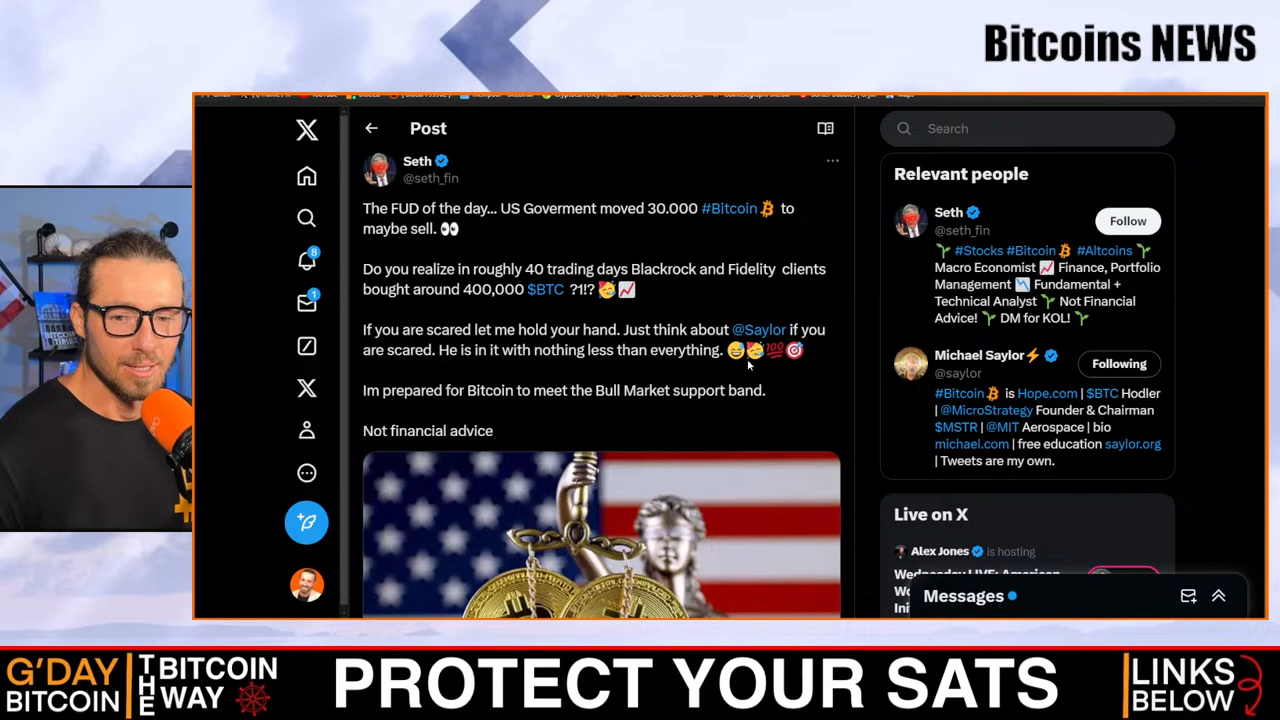 Bitcoins NEWS
Post
Search
Seth
@seth_fin
The FUD of the day... US Goverment moved 30.000 #Bitcoin to
maybe sell.
Do you realize in roughly 40 trading days Blackrock and Fidelity clients
bought around 400,000 $BTC ?1!?
If you are scared let me hold your hand. Just think about @Saylor if you
are scared. He is in it with nothing less than everything. 💯
Im prepared for Bitcoin to meet the Bull Market support band.
Not financial advice
Relevant people
Seth
@seth_fin
Follow
#Stocks #Bitcoin #Altcoins
Macro Economist Finance, Portfolio
Management Fundamental +
Technical Analyst Not Financial
Advice! DM for KOL!
Michael Saylor
@saylor
Following
#Bitcoin is Hope.com | $BTC Hodler
| @MicroStrategy Founder & Chairman
$MSTR | @MIT Aerospace | bio
michael.com | free education saylor.org
| Tweets are my own.
Live on X
Alex Jones is hosting
Wednesday LIVE: American
Messages
8
1
G'DAY
BITCOIN
THE
BITCOIN
WAY
PROTECT YOUR SATS
LINKS
BELOW